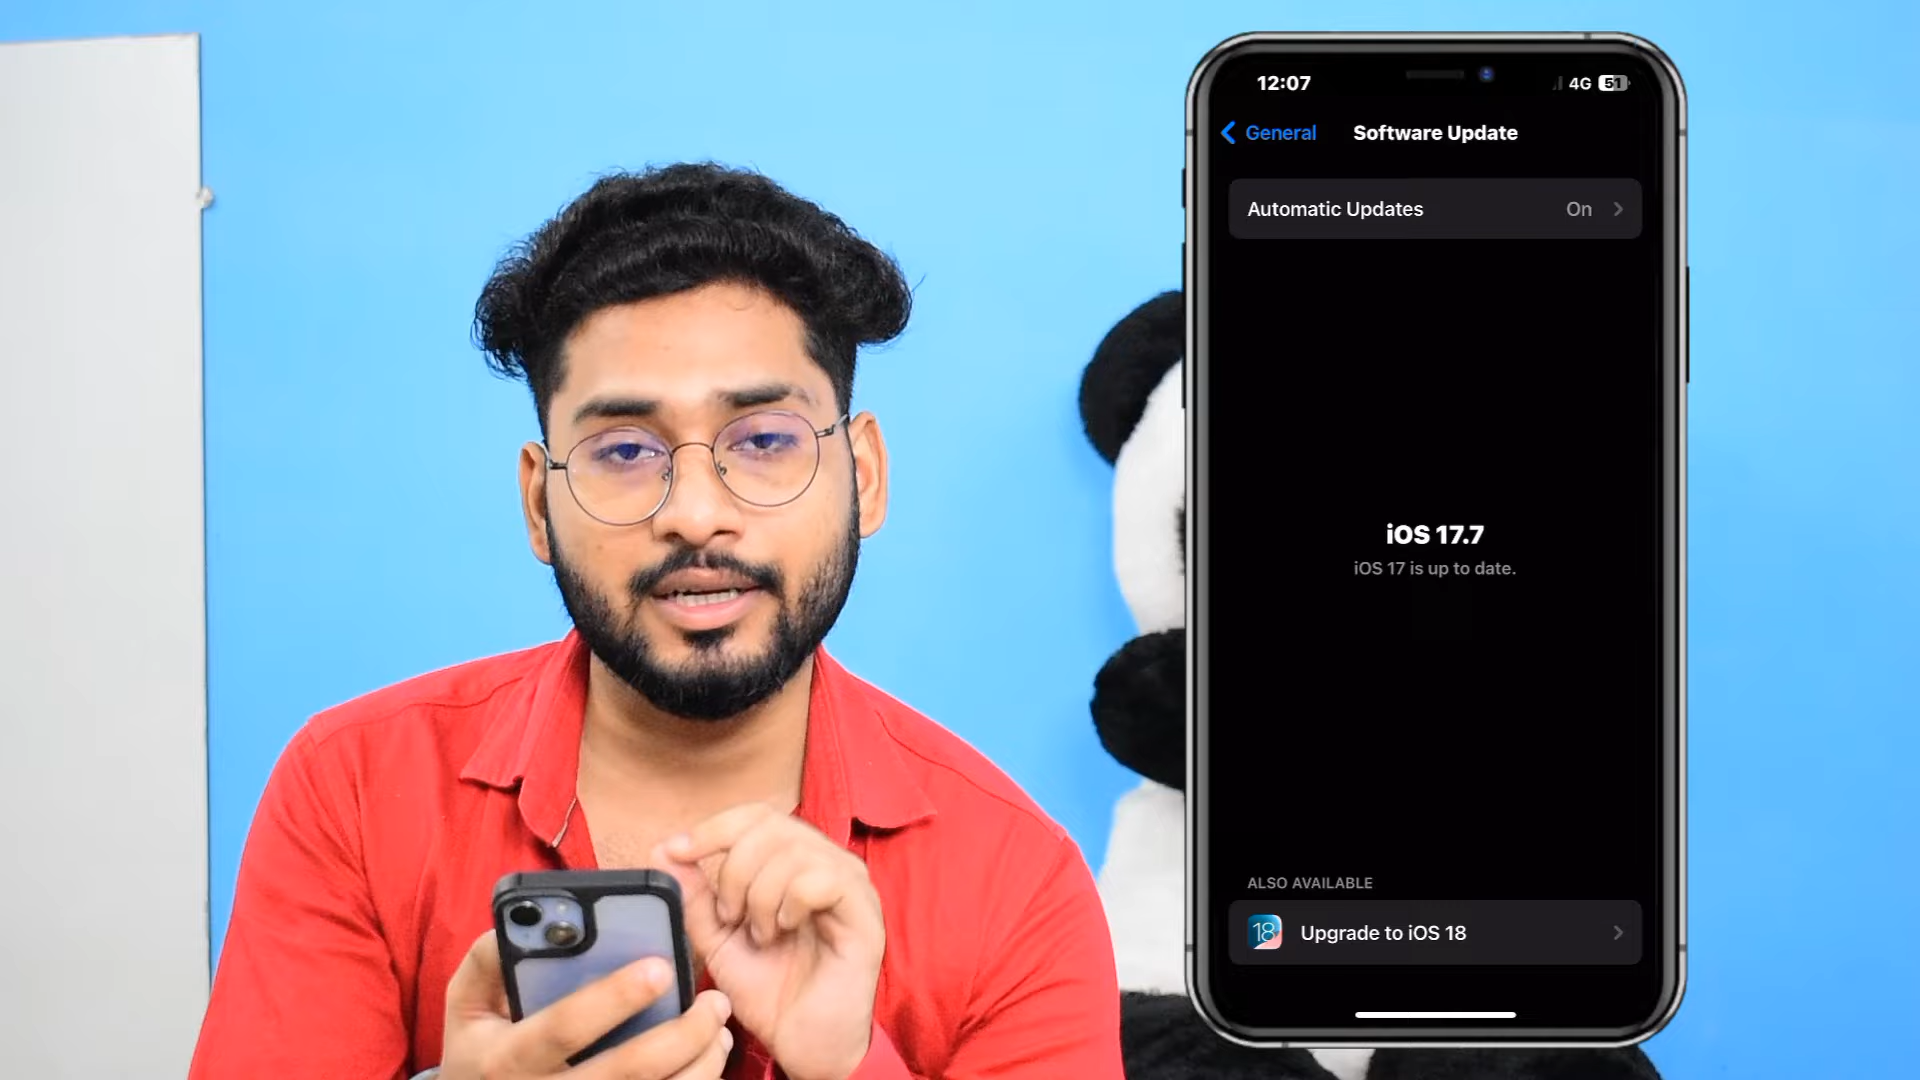 12:07
4G 51
General
Software Update
Automatic Updates
On
iOS 17.7
iOS 17 is up to date.
ALSO AVAILABLE
18
Upgrade to iOS 18